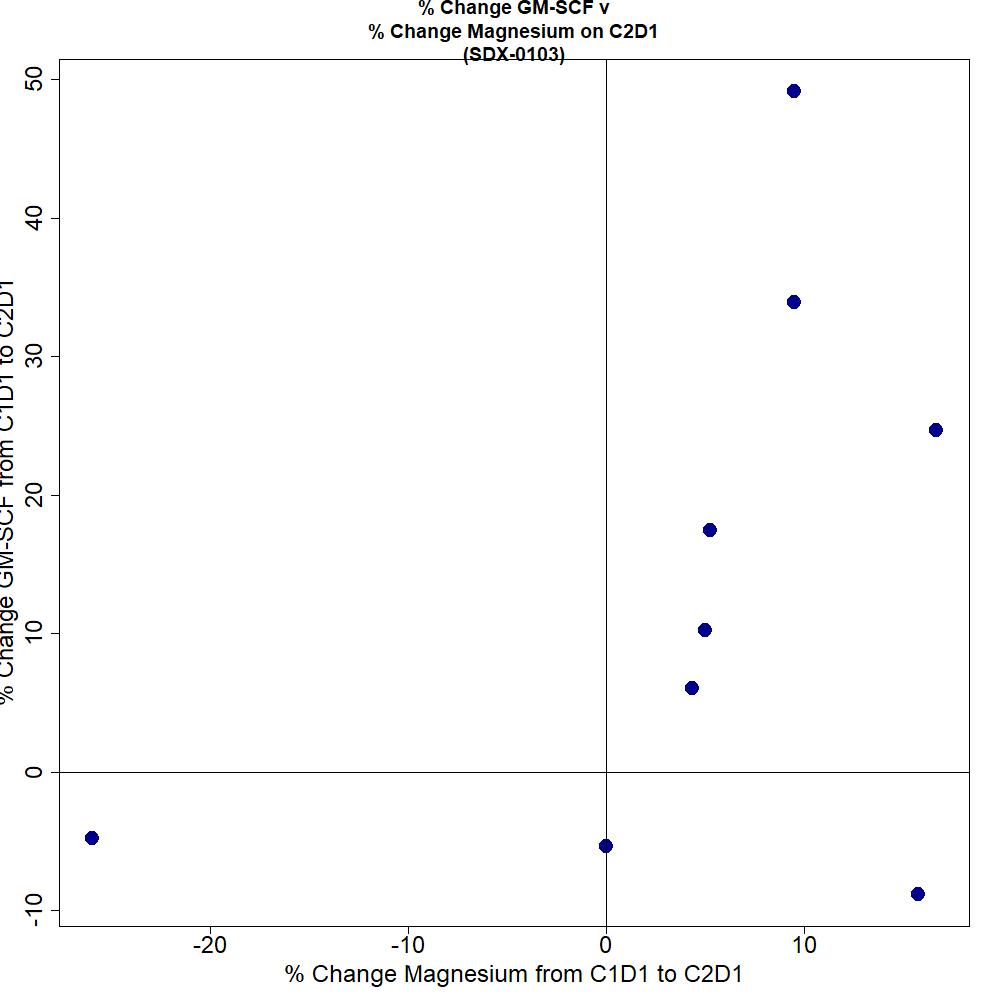 % Change GM-SCF v
% Change Magnesium on C2D1
(SDX-0103)
50
40
30
20
10
0
-10
% Change GM-SCF from C1D1 to C2D1
-20
-10
0
10
% Change Magnesium from C1D1 to C2D1